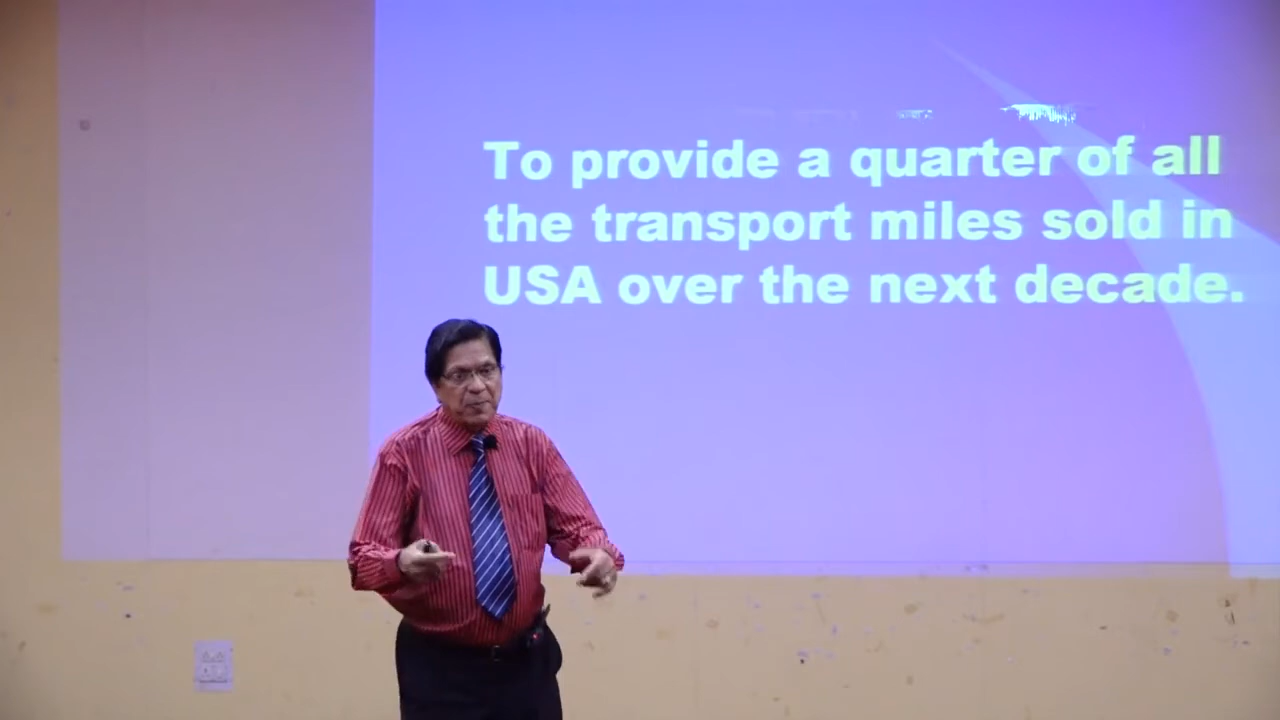 To provide a quarter of all
the transport miles sold in
USA over the next decade.